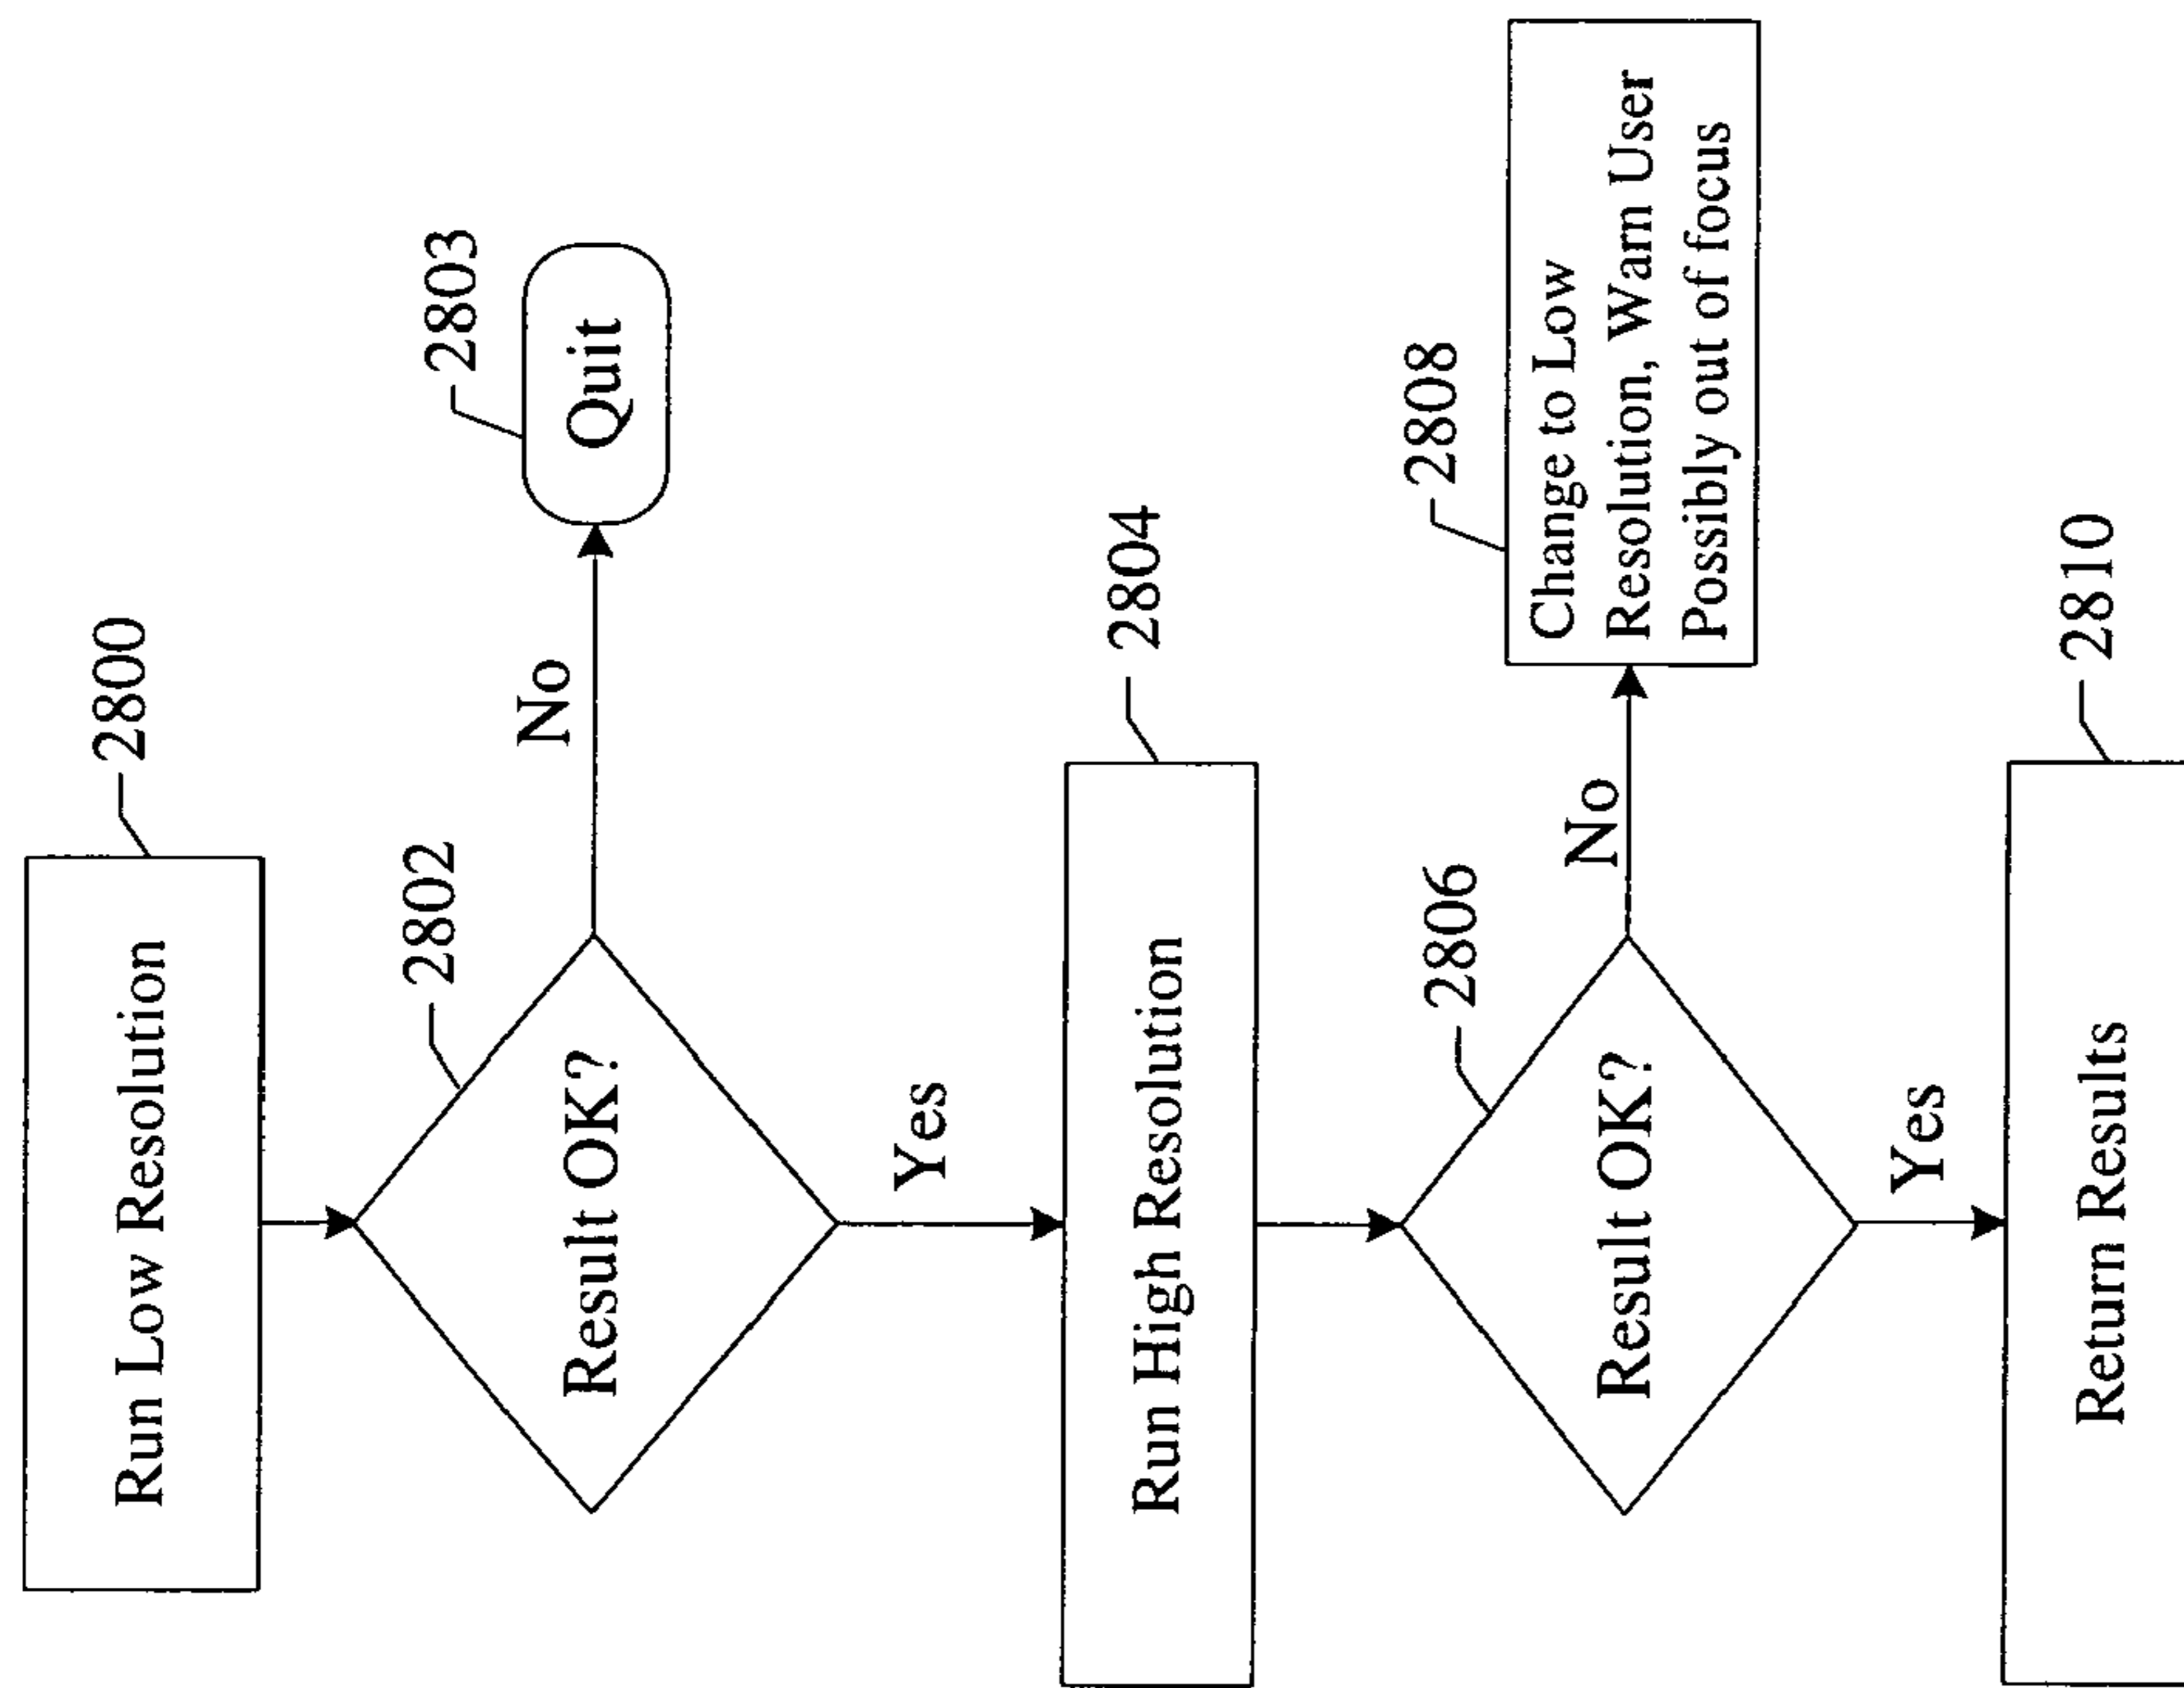 2800
Run Low Resolution
2802
Result OK?
No
2803
Quit
Yes
2804
Run High Resolution
2806
Result OK?
No
2808
Change to Low
Resolution, Warn User
Possibly out of focus
Yes
2810
Return Results